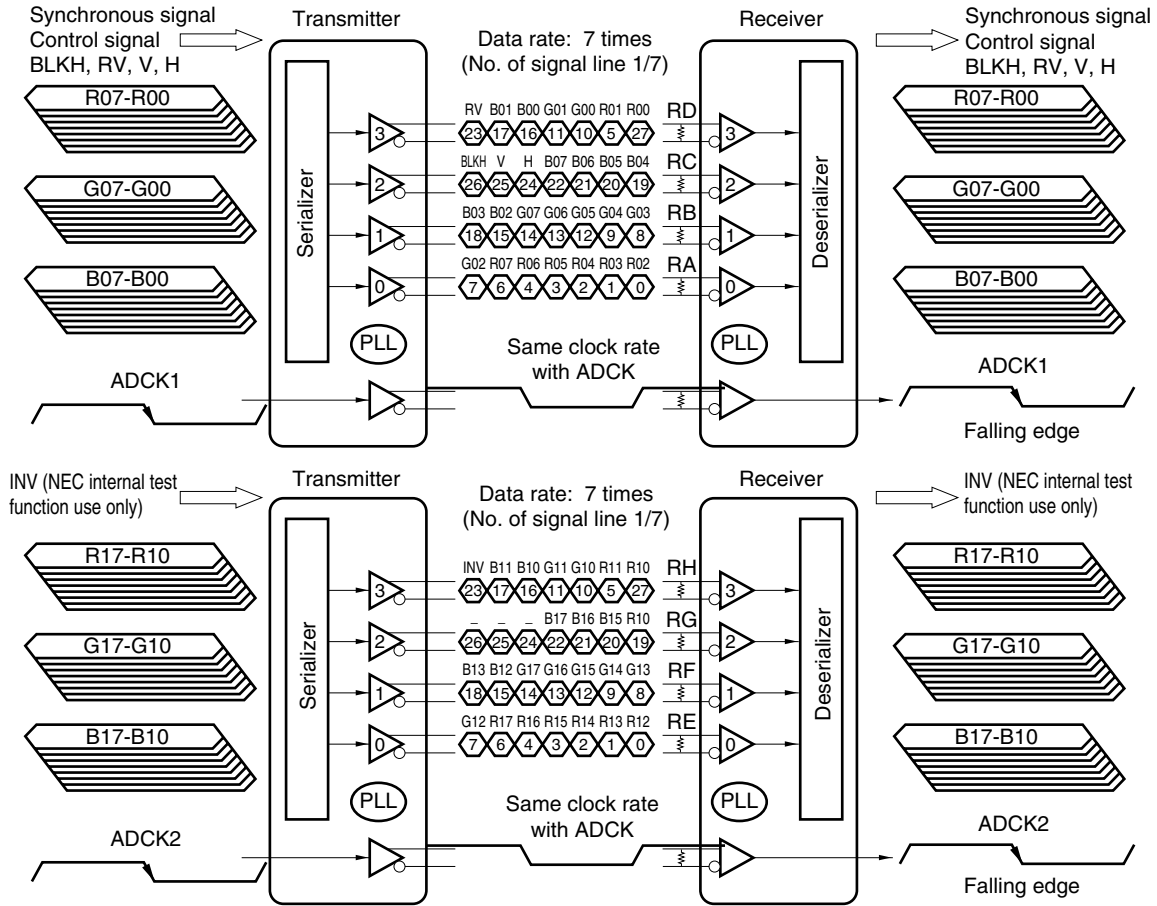 Synchronous signal
Control signal
BLKH, RV, V, H
Transmitter
Data rate: 7 times
(No. of signal line 1/7)
Receiver
Synchronous signal
Control signal
BLKH, RV, V, H
R07-R00
G07-G00
B07-B00
ADCK1
Serializer
3
2
1
0
PLL
RV B01 B00 G01 G00 R01 R00 RD
23 17 16 11 10 5 27
BLKH V H B07 B06 B05 B04 RC
26 25 24 22 21 20 19
B03 B02 G07 G06 G05 G04 G03 RB
18 15 14 13 12 9 8
G02 R07 R06 R05 R04 R03 R02 RA
7 6 4 3 2 1 0
Same clock rate
with ADCK
3
2
1
0
PLL
Deserializer
R07-R00
G07-G00
B07-B00
ADCK1
Falling edge
INV (NEC internal test
function use only)
Transmitter
Data rate: 7 times
(No. of signal line 1/7)
Receiver
INV (NEC internal test
function use only)
R17-R10
G17-G10
B17-B10
ADCK2
Serializer
3
2
1
0
PLL
INV B11 B10 G11 G10 R11 R10 RH
23 17 16 11 10 5 27
– – – B17 B16 B15 R10 RG
26 25 24 22 21 20 19
B13 B12 G17 G16 G15 G14 G13 RF
18 15 14 13 12 9 8
G12 R17 R16 R15 R14 R13 R12 RE
7 6 4 3 2 1 0
Same clock rate
with ADCK
3
2
1
0
PLL
Deserializer
R17-R10
G17-G10
B17-B10
ADCK2
Falling edge